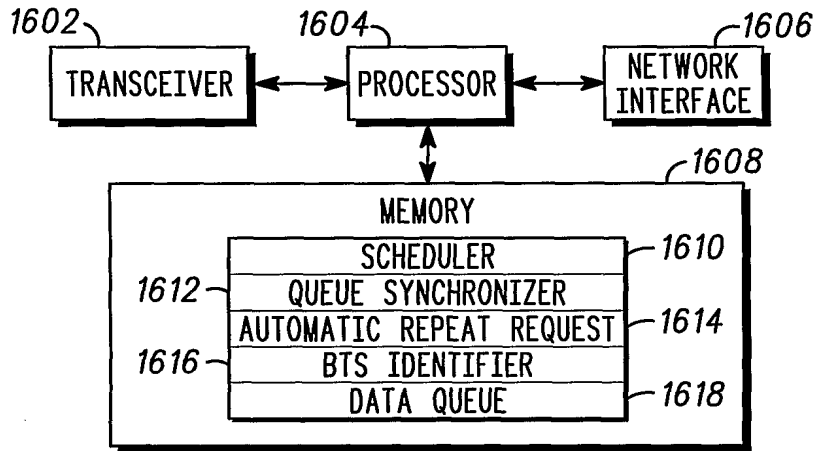 1602
1604
1606
TRANSCEIVER
PROCESSOR
NETWORK
INTERFACE
1608
MEMORY
SCHEDULER
1610
1612
QUEUE SYNCHRONIZER
AUTOMATIC REPEAT REQUEST
1614
1616
BTS IDENTIFIER
DATA QUEUE
1618